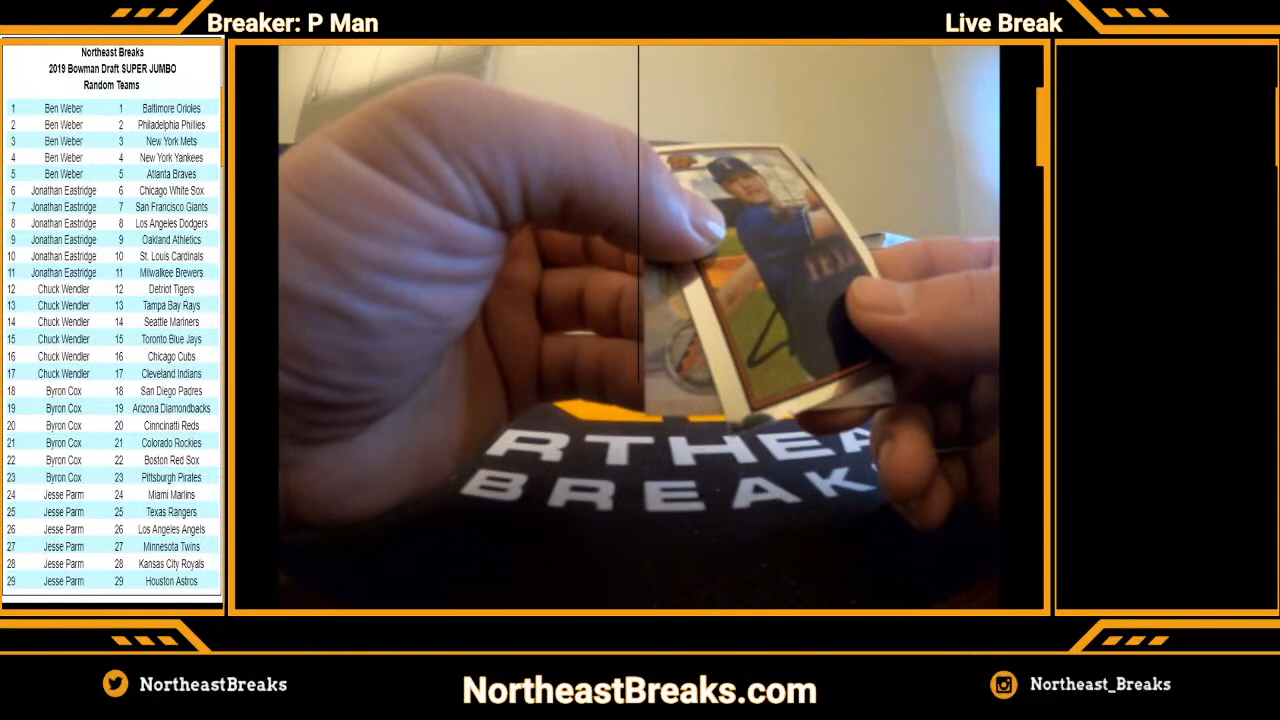 Breaker: P Man
Live Break
Northeast Breaks
2019 Bowman Draft SUPER JUMBO
Random Teams
1 Ben Weber 1 Baltimore Orioles
2 Ben Weber 2 Philadelphia Phillies
3 Ben Weber 3 New York Mets
4 Ben Weber 4 New York Yankees
5 Ben Weber 5 Atlanta Braves
6 Jonathan Eastridge 6 Chicago White Sox
7 Jonathan Eastridge 7 San Francisco Giants
8 Jonathan Eastridge 8 Los Angeles Dodgers
9 Jonathan Eastridge 9 Oakland Athletics
10 Jonathan Eastridge 10 St. Louis Cardinals
11 Jonathan Eastridge 11 Milwalkee Brewers
12 Chuck Wendler 12 Detriot Tigers
13 Chuck Wendler 13 Tampa Bay Rays
14 Chuck Wendler 14 Seattle Mariners
15 Chuck Wendler 15 Toronto Blue Jays
16 Chuck Wendler 16 Chicago Cubs
17 Chuck Wendler 17 Cleveland Indians
18 Byron Cox 18 San Diego Padres
19 Byron Cox 19 Arizona Diamondbacks
20 Byron Cox 20 Cinncinatti Reds
21 Byron Cox 21 Colorado Rockies
22 Byron Cox 22 Boston Red Sox
23 Byron Cox 23 Pittsburgh Pirates
24 Jesse Parm 24 Miami Marlins
25 Jesse Parm 25 Texas Rangers
26 Jesse Parm 26 Los Angeles Angels
27 Jesse Parm 27 Minnesota Twins
28 Jesse Parm 28 Kansas City Royals
29 Jesse Parm 29 Houston Astros
RTHEA
BREAK
NortheastBreaks
NortheastBreaks.com
Northeast_Breaks